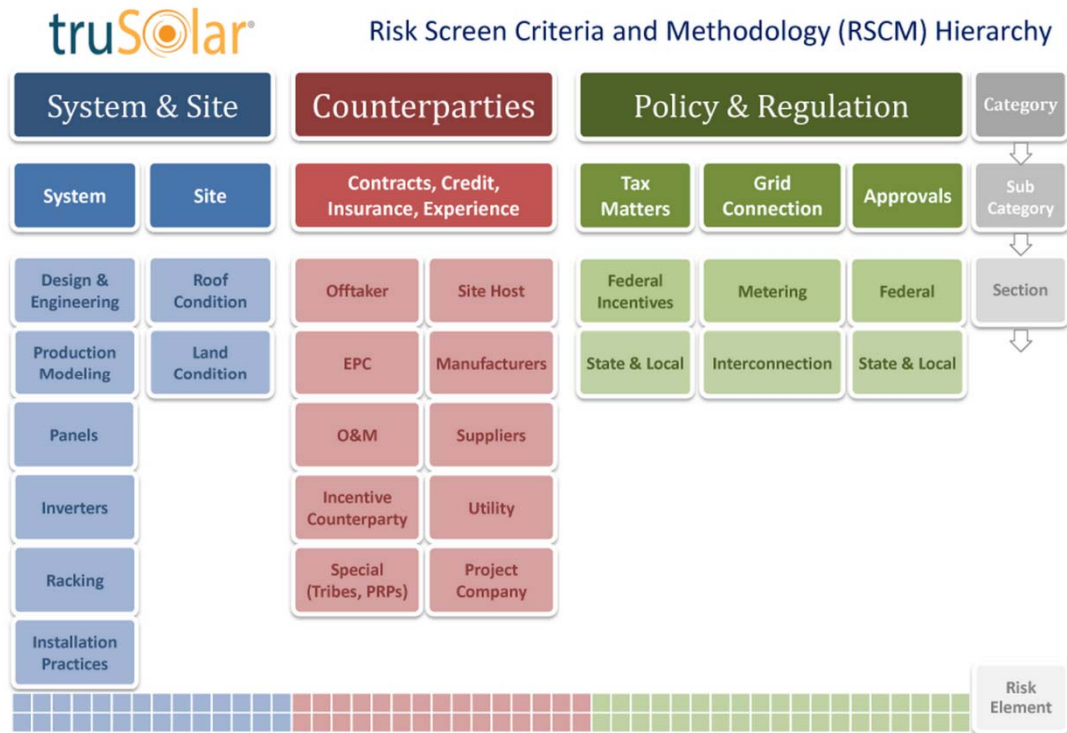 truSolar®
Risk Screen Criteria and Methodology (RSCM) Hierarchy
System & Site
Counterparties
Policy & Regulation
Category
System
Site
Contracts, Credit,
Insurance, Experience
Tax
Matters
Grid
Connection
Approvals
Sub
Category
Design &
Engineering
Roof
Condition
Offtaker
Site Host
Federal
Incentives
Metering
Federal
Section
Production
Modeling
Land
Condition
EPC
Manufacturers
State & Local
Interconnection
State & Local
Panels
O&M
Suppliers
Inverters
Incentive
Counterparty
Utility
Racking
Special
(Tribes, PRPs)
Project
Company
Installation
Practices
Risk
Element